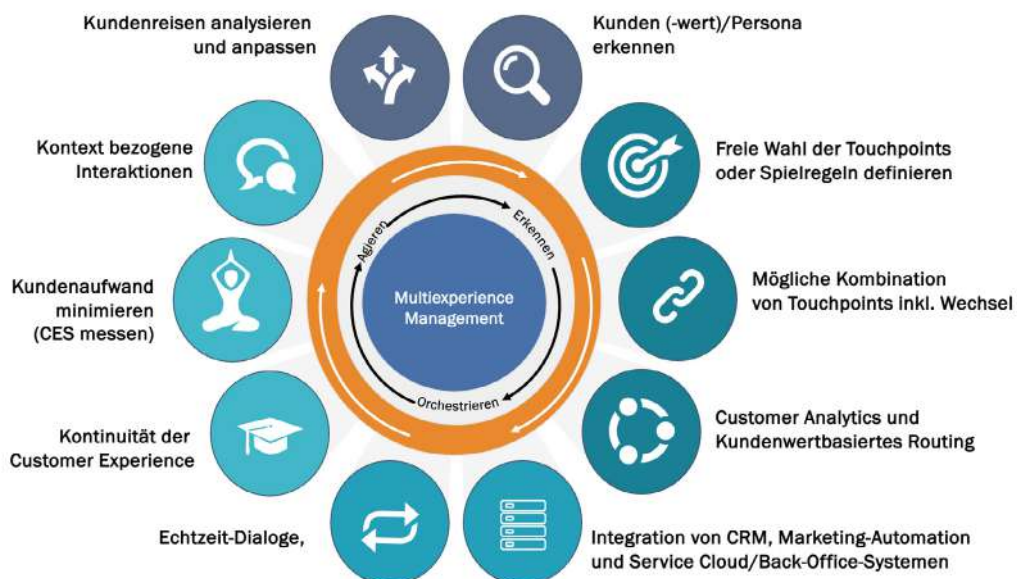 Kundenreisen analysieren
und anpassen
Kunden (-wert)/Persona
erkennen
Kontext bezogene
Interaktionen
Freie Wahl der Touchpoints
oder Spielregeln definieren
Agieren
Erkennen
Multiexperience
Management
Orchestrieren
Kundenaufwand
minimieren
(CES messen)
Mögliche Kombination
von Touchpoints inkl. Wechsel
Kontinuität der
Customer Experience
Customer Analytics und
Kundenwertbasiertes Routing
Echtzeit-Dialoge,
Integration von CRM, Marketing-Automation
und Service Cloud/Back-Office-Systemen